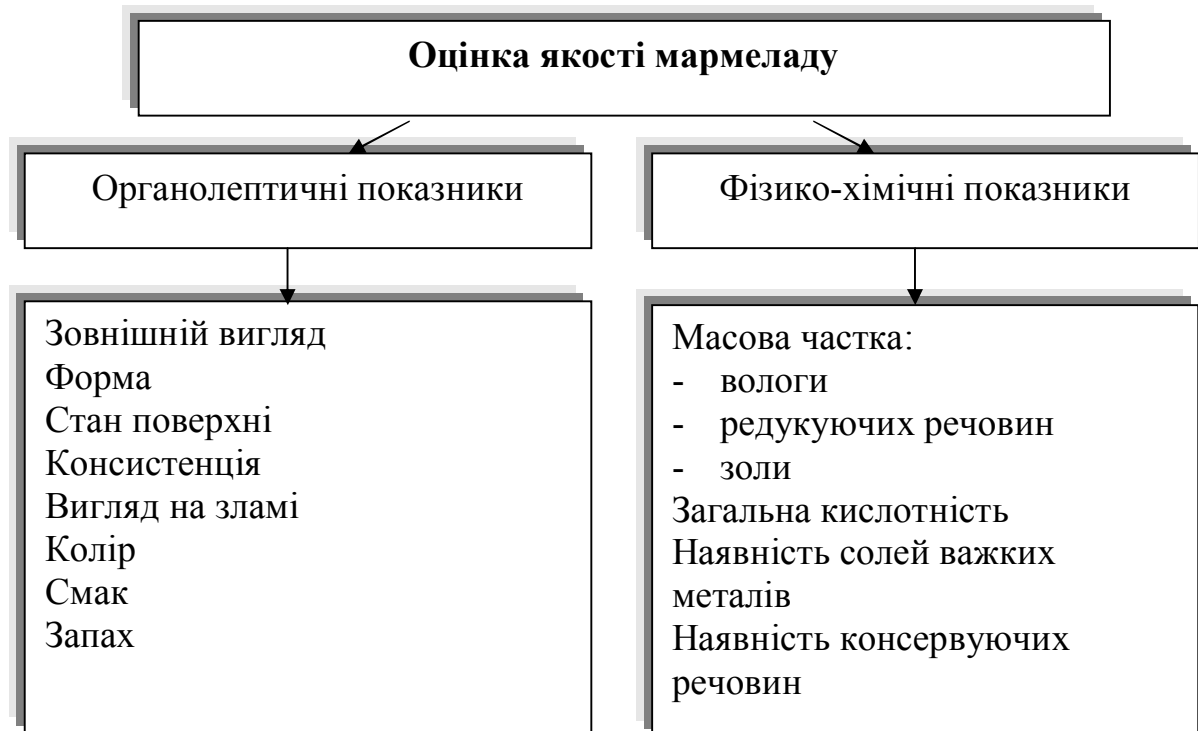 Оцінка якості мармеладу
Органолептичні показники
Фізико-хімічні показники
Зовнішній вигляд
Форма
Стан поверхні
Консистенція
Вигляд на зламі
Колір
Смак
Запах
Масова частка:
- вологи
- редукуючих речовин
- золи
Загальна кислотність
Наявність солей важких
металів
Наявність консервуючих
речовин